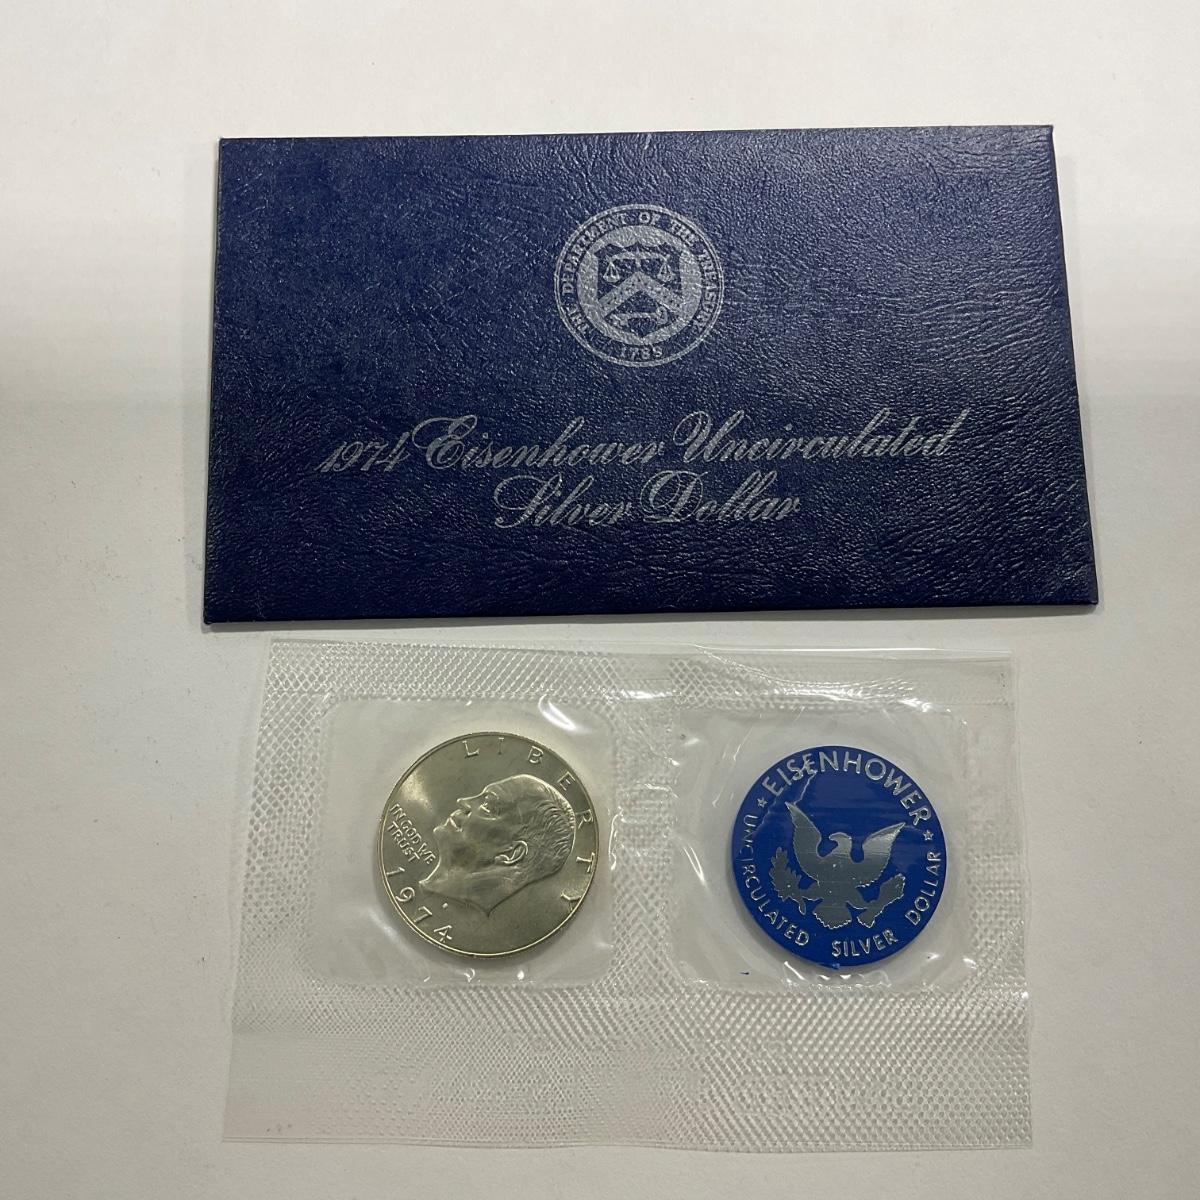 THE DEPARTMENT OF THE TREASURY
1789
1974 Eisenhower Uncirculated
Silver Dollar
LIBERTY
IN GOD WE
TRUST
1974
★ EISENHOWER ★
UNCIRCULATED SILVER DOLLAR